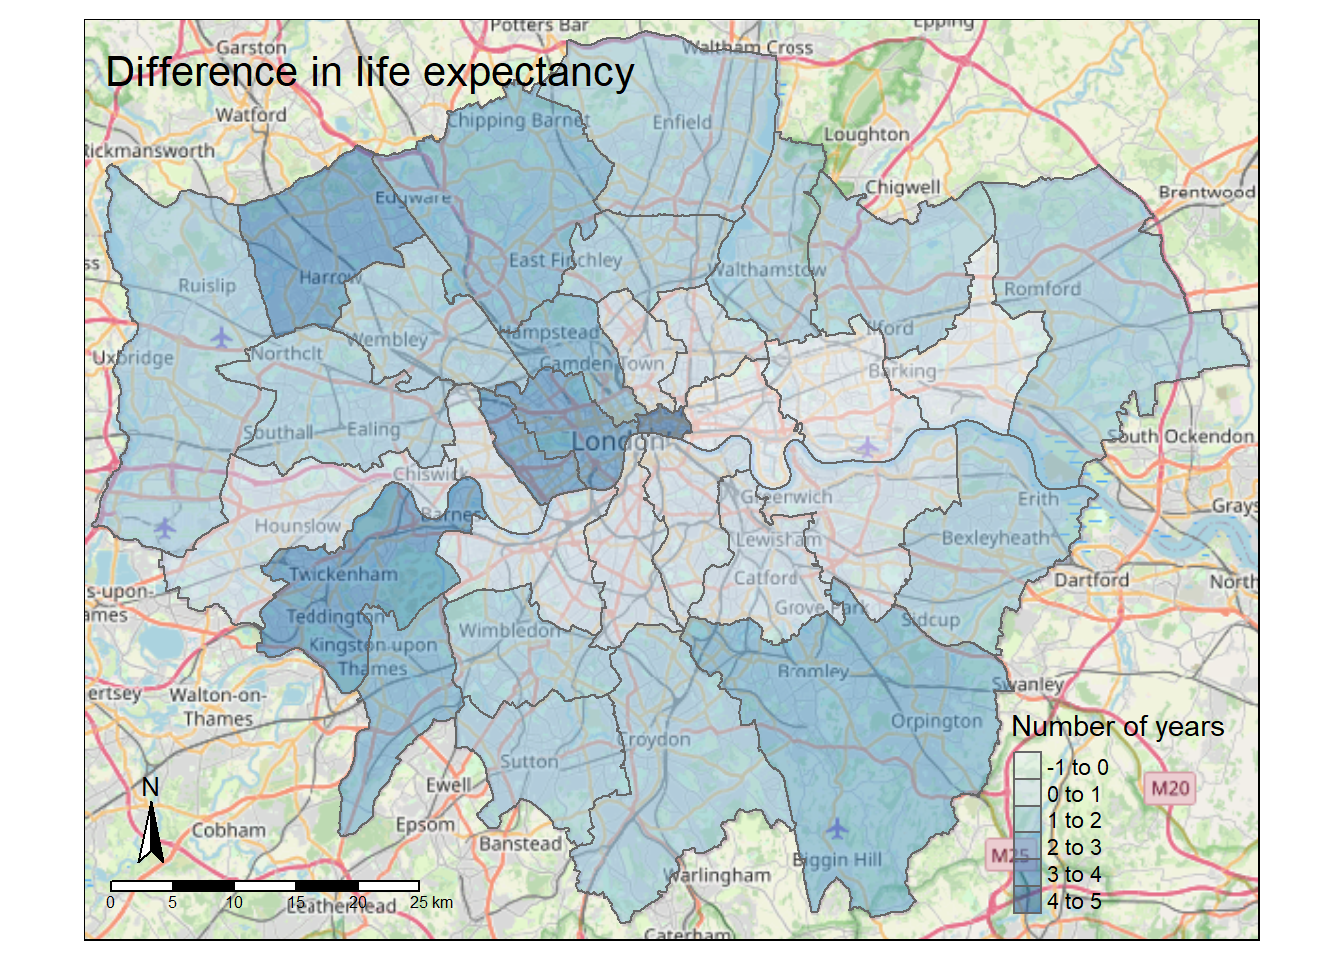 Potters Bar
Epping
Garston
Waltham Cross
Difference in life expectancy
Watford
Chipping Barnet
Enfield
Loughton
Rickmansworth
Chigwell
Edgware
Brentwood
East Finchley
Walthamstow
ss
Harrow
Ruislip
Romford
Hampstead
Ilford
Wembley
Northolt
Uxbridge
Camden Town
Barking
Southall
Ealing
London
South Ockendon
Chiswick
Greenwich
Erith
Grays
Barnes
Hounslow
Lewisham
Bexleyheath
Twickenham
Catford
Dartford
North
s-upon-
ames
Teddington
Grove Park
Sidcup
Wimbledon
Kingston upon
Thames
Bromley
Swanley
ertsey
Walton-on-
Thames
Orpington
Number of years
Croydon
Sutton
-1 to 0
N
Ewell
M20
0 to 1
1 to 2
Cobham
Epsom
Banstead
2 to 3
M25
Biggin Hill
3 to 4
Warlingham
4 to 5
0 5 10 15 20 25 km
Leatherhead
Caterham